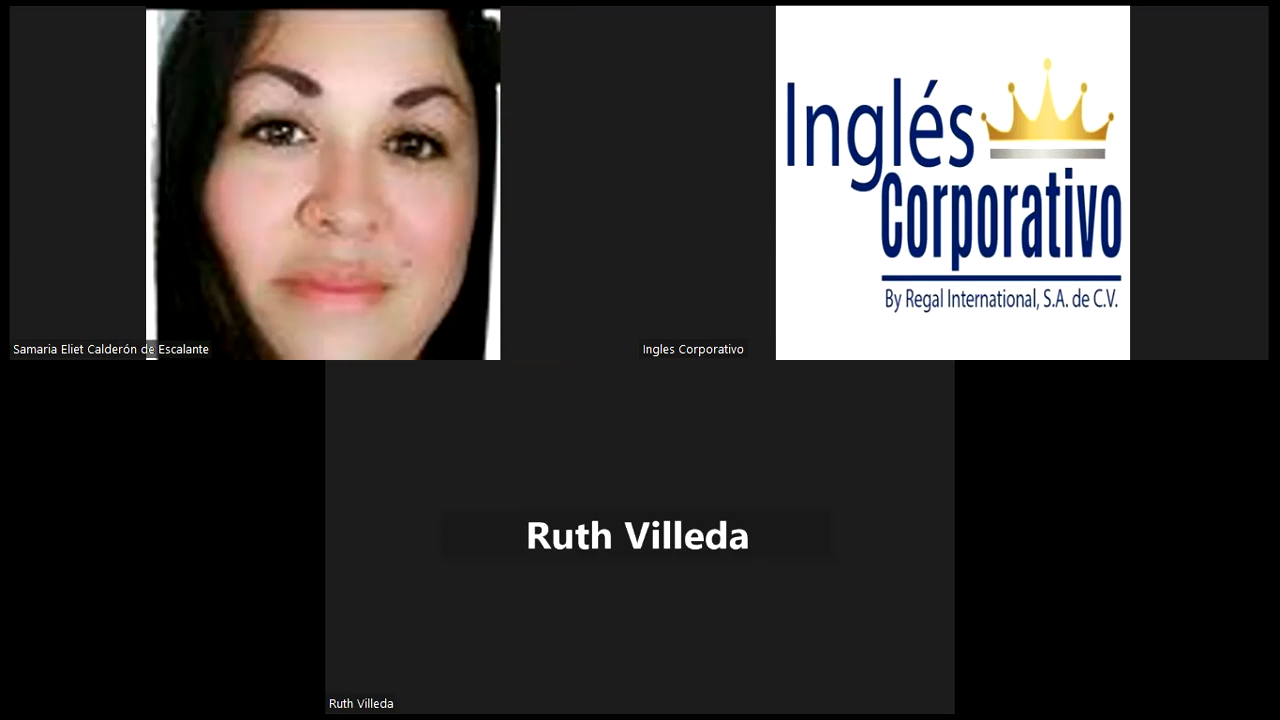 Inglés
Corporativo
By Regal International, S.A. de C.V.
Samaria Eliet Calderón de Escalante
Ingles Corporativo
Ruth Villeda
Ruth Villeda